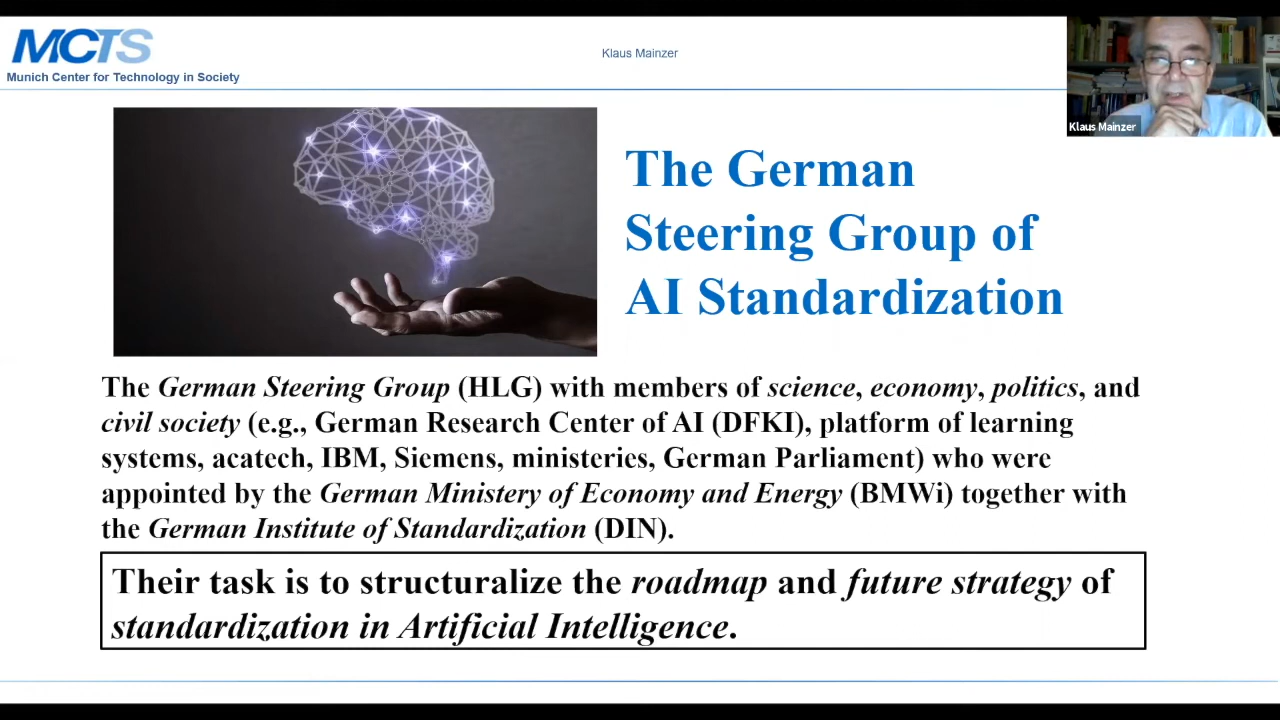 MCTS
Munich Center for Technology in Society
Klaus Mainzer
Klaus Mainzer
The German
Steering Group of
AI Standardization
The German Steering Group (HLG) with members of science, economy, politics, and
civil society (e.g., German Research Center of AI (DFKI), platform of learning
systems, acatech, IBM, Siemens, ministeries, German Parliament) who were
appointed by the German Ministery of Economy and Energy (BMWi) together with
the German Institute of Standardization (DIN).
Their task is to structuralize the roadmap and future strategy of
standardization in Artificial Intelligence.